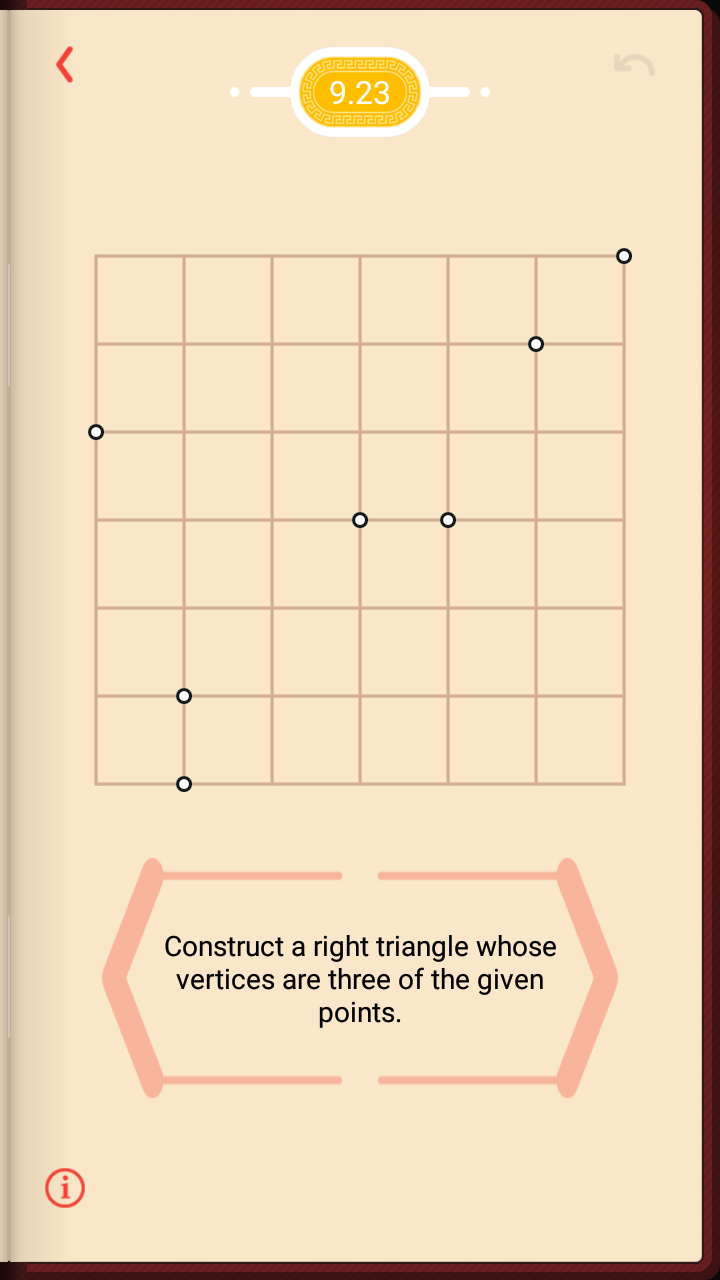 9.23
Construct a right triangle whose
vertices are three of the given
points.
i